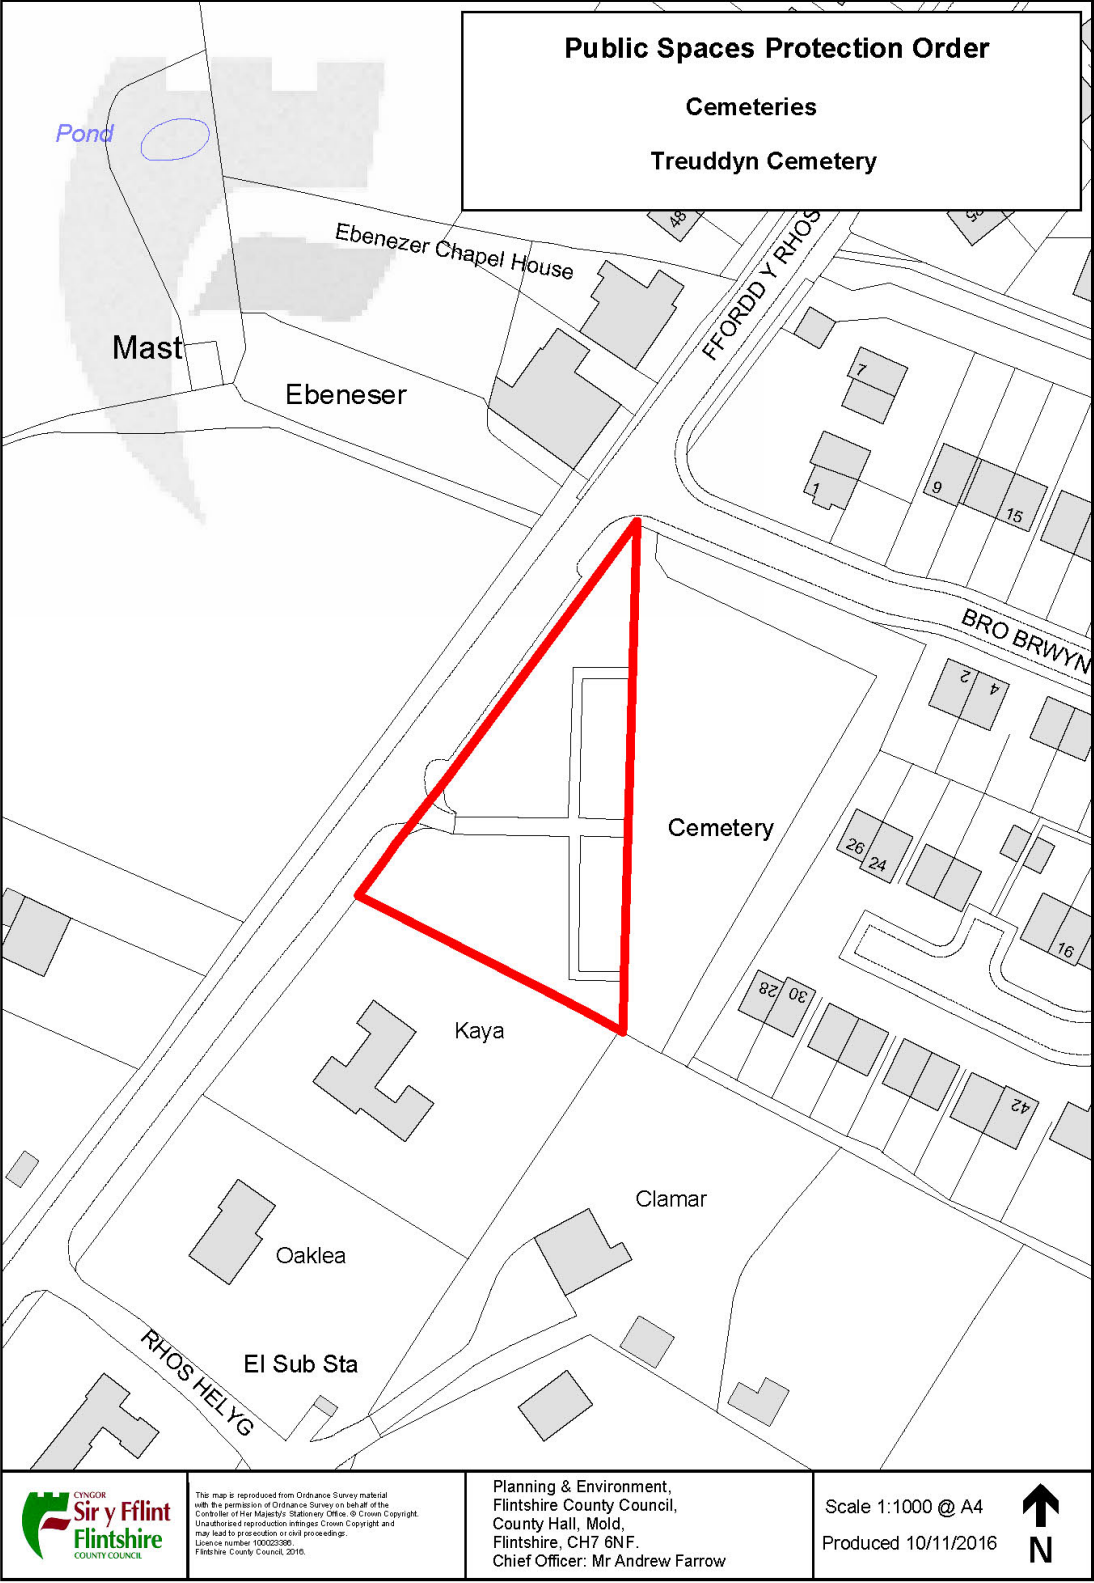 Public Spaces Protection Order
Cemeteries
Treuddyn Cemetery
Pond
Ebenezer Chapel House
48
FFORDD Y RHOS
Mast
Ebeneser
7
1
9
15
BRO BRWYN
2
4
Cemetery
26
24
16
28
30
42
Kaya
Clamar
Oaklea
El Sub Sta
RHOS HELYG
CYNGOR
Sir y Fflint
Flintshire
COUNTY COUNCIL
This map is reproduced from Ordnance Survey material
with the permission of Ordnance Survey on behalf of the
Controller of Her Majesty's Stationery Office. © Crown Copyright.
Unauthorised reproduction infringes Crown Copyright and
may lead to prosecution or civil proceedings.
Licence number 100023386.
Flintshire County Council, 2016.
Planning & Environment,
Flintshire County Council,
County Hall, Mold,
Flintshire, CH7 6NF.
Chief Officer: Mr Andrew Farrow
Scale 1:1000 @ A4
Produced 10/11/2016
N